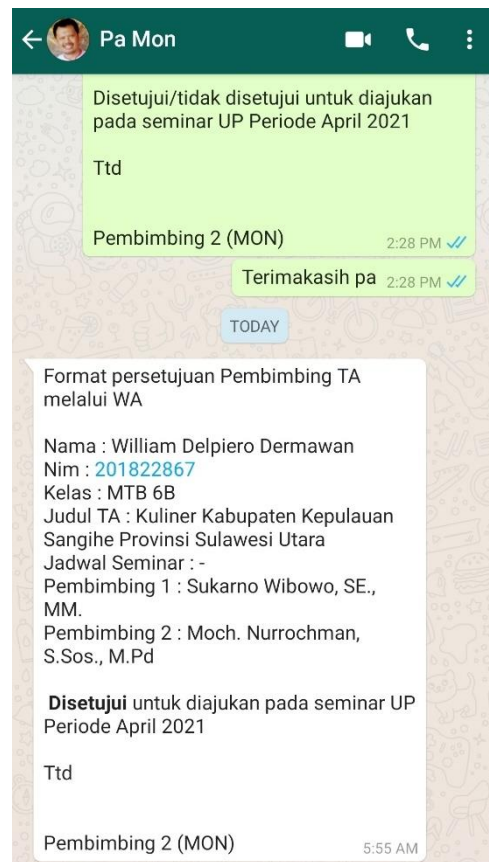 Pa Mon
Disetujui/tidak disetujui untuk diajukan
pada seminar UP Periode April 2021
Ttd
Pembimbing 2 (MON)
2:28 PM
Terimakasih pa
2:28 PM
TODAY
Format persetujuan Pembimbing TA
melalui WA
Nama : William Delpiero Dermawan
Nim : 201822867
Kelas : MTB 6B
Judul TA : Kuliner Kabupaten Kepulauan
Sangihe Provinsi Sulawesi Utara
Jadwal Seminar : -
Pembimbing 1 : Sukarno Wibowo, SE.,
MM.
Pembimbing 2 : Moch. Nurrochman,
S.Sos., M.Pd
Disetujui untuk diajukan pada seminar UP
Periode April 2021
Ttd
Pembimbing 2 (MON)
5:55 AM